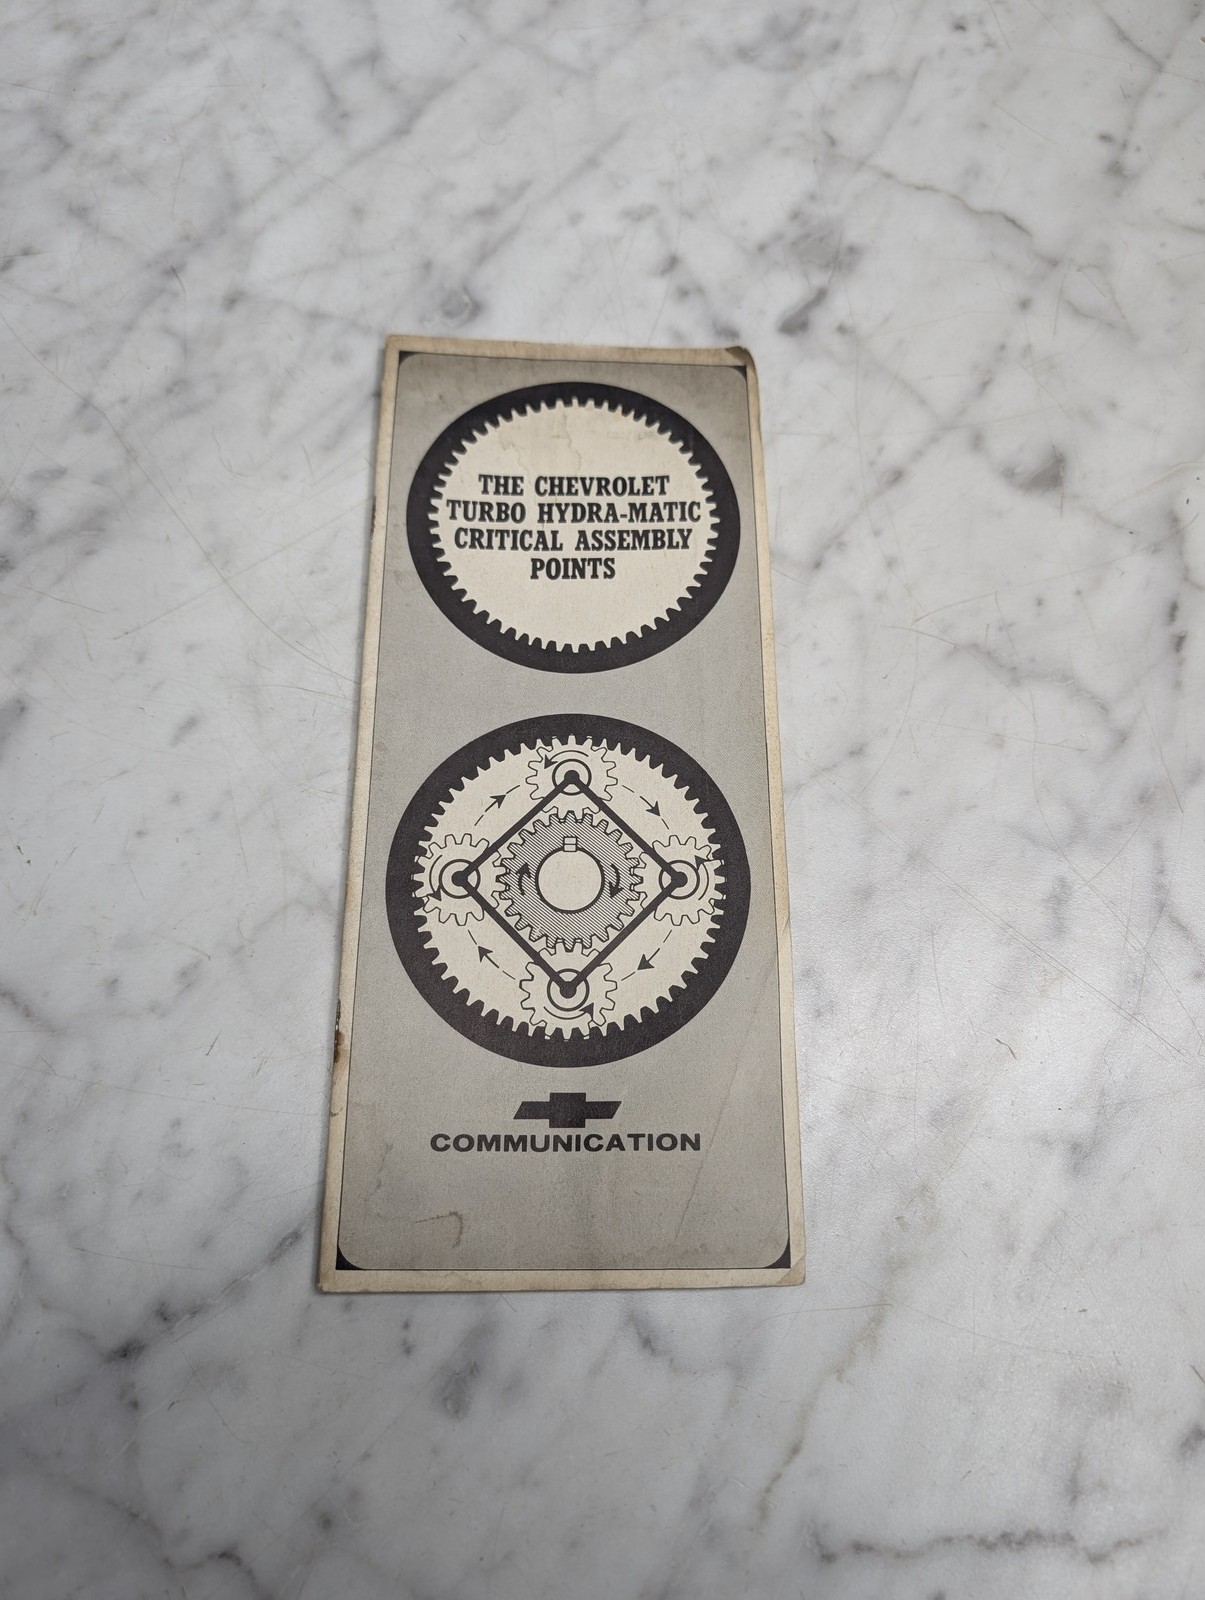 THE CHEVROLET
TURBO HYDRA-MATIC
CRITICAL ASSEMBLY
POINTS
COMMUNICATION